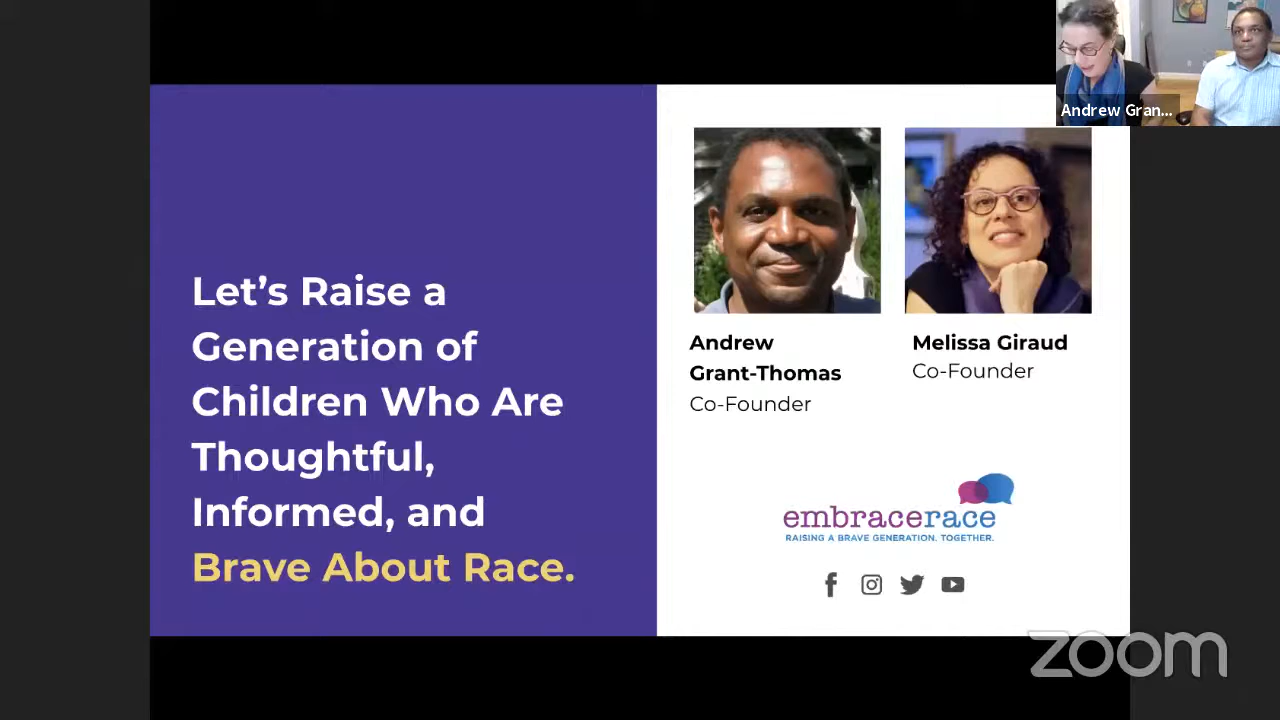 Let's Raise a
Generation of
Children Who Are
Thoughtful,
Informed, and
Brave About Race.
Andrew
Grant-Thomas
Co-Founder
Melissa Giraud
Co-Founder
embracerace
RAISING A BRAVE GENERATION. TOGETHER.
Andrew Gran...
zoom